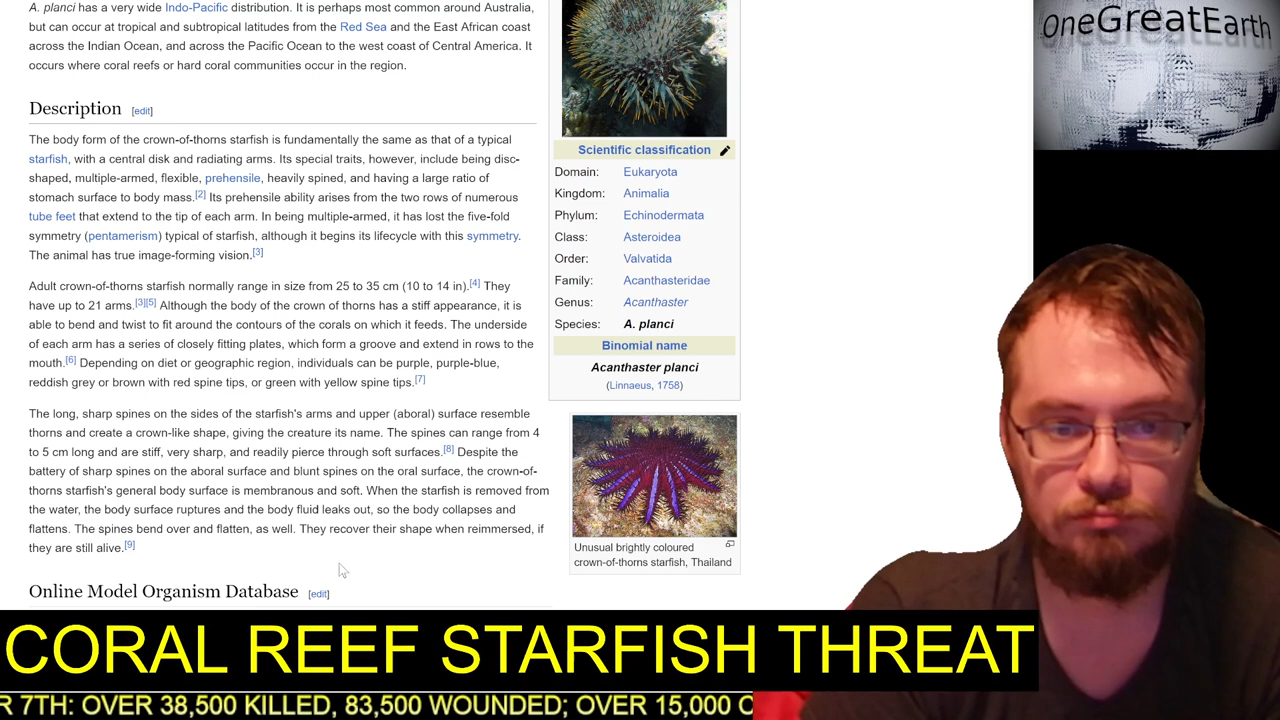 A. planci has a very wide Indo-Pacific distribution. It is perhaps most common around Australia,
but can occur at tropical and subtropical latitudes from the Red Sea and the East African coast
across the Indian Ocean, and across the Pacific Ocean to the west coast of Central America. It
occurs where coral reefs or hard coral communities occur in the region.
Description [edit]
The body form of the crown-of-thorns starfish is fundamentally the same as that of a typical
starfish, with a central disk and radiating arms. Its special traits, however, include being disc-
shaped, multiple-armed, flexible, prehensile, heavily spined, and having a large ratio of
stomach surface to body mass.[2] Its prehensile ability arises from the two rows of numerous
tube feet that extend to the tip of each arm. In being multiple-armed, it has lost the five-fold
symmetry (pentamerism) typical of starfish, although it begins its lifecycle with this symmetry.
The animal has true image-forming vision.[3]
Adult crown-of-thorns starfish normally range in size from 25 to 35 cm (10 to 14 in).[4] They
have up to 21 arms.[3][5] Although the body of the crown of thorns has a stiff appearance, it is
able to bend and twist to fit around the contours of the corals on which it feeds. The underside
of each arm has a series of closely fitting plates, which form a groove and extend in rows to the
mouth.[6] Depending on diet or geographic region, individuals can be purple, purple-blue,
reddish grey or brown with red spine tips, or green with yellow spine tips.[7]
The long, sharp spines on the sides of the starfish's arms and upper (aboral) surface resemble
thorns and create a crown-like shape, giving the creature its name. The spines can range from 4
to 5 cm long and are stiff, very sharp, and readily pierce through soft surfaces.[8] Despite the
battery of sharp spines on the aboral surface and blunt spines on the oral surface, the crown-of-
thorns starfish's general body surface is membranous and soft. When the starfish is removed from
the water, the body surface ruptures and the body fluid leaks out, so the body collapses and
flattens. The spines bend over and flatten, as well. They recover their shape when reimmersed, if
they are still alive.[9]
Online Model Organism Database [edit]
Scientific classification
Domain: Eukaryota
Kingdom: Animalia
Phylum: Echinodermata
Class: Asteroidea
Order: Valvatida
Family: Acanthasteridae
Genus: Acanthaster
Species: A. planci
Binomial name
Acanthaster planci
(Linnaeus, 1758)
Unusual brightly coloured
crown-of-thorns starfish, Thailand
OneGreatEarth
CORAL REEF STARFISH THREAT
R 7TH: OVER 38,500 KILLED, 83,500 WOUNDED; OVER 15,000 C